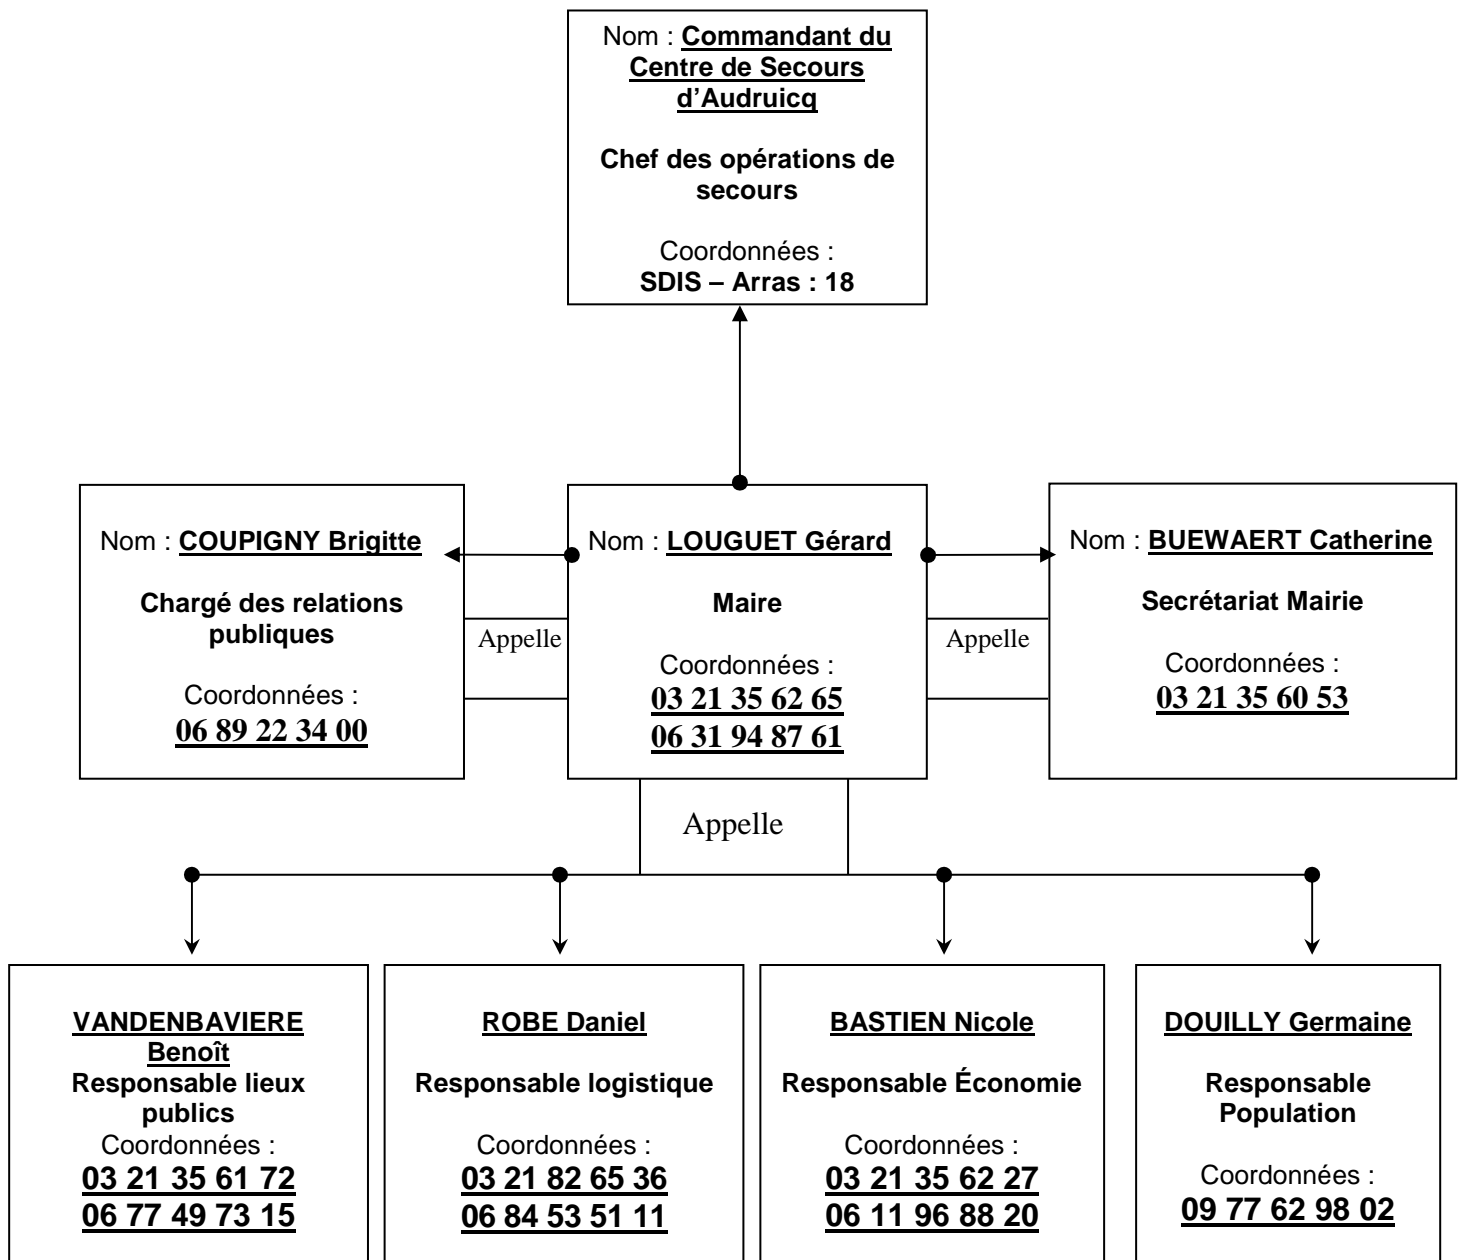 Nom : Commandant du
Centre de Secours
d’Audruicq
Chef des opérations de
secours
Coordonnées :
SDIS – Arras : 18
Nom : COUPIGNY Brigitte
Chargé des relations
publiques
Coordonnées :
06 89 22 34 00
Appelle
Nom : LOUGUET Gérard
Maire
Coordonnées :
03 21 35 62 65
06 31 94 87 61
Appelle
Nom : BUEWAERT Catherine
Secrétariat Mairie
Coordonnées :
03 21 35 60 53
Appelle
VANDENBAVIERE
Benoît
Responsable lieux
publics
Coordonnées :
03 21 35 61 72
06 77 49 73 15
ROBE Daniel
Responsable logistique
Coordonnées :
03 21 82 65 36
06 84 53 51 11
BASTIEN Nicole
Responsable Économie
Coordonnées :
03 21 35 62 27
06 11 96 88 20
DOUILLY Germaine
Responsable
Population
Coordonnées :
09 77 62 98 02